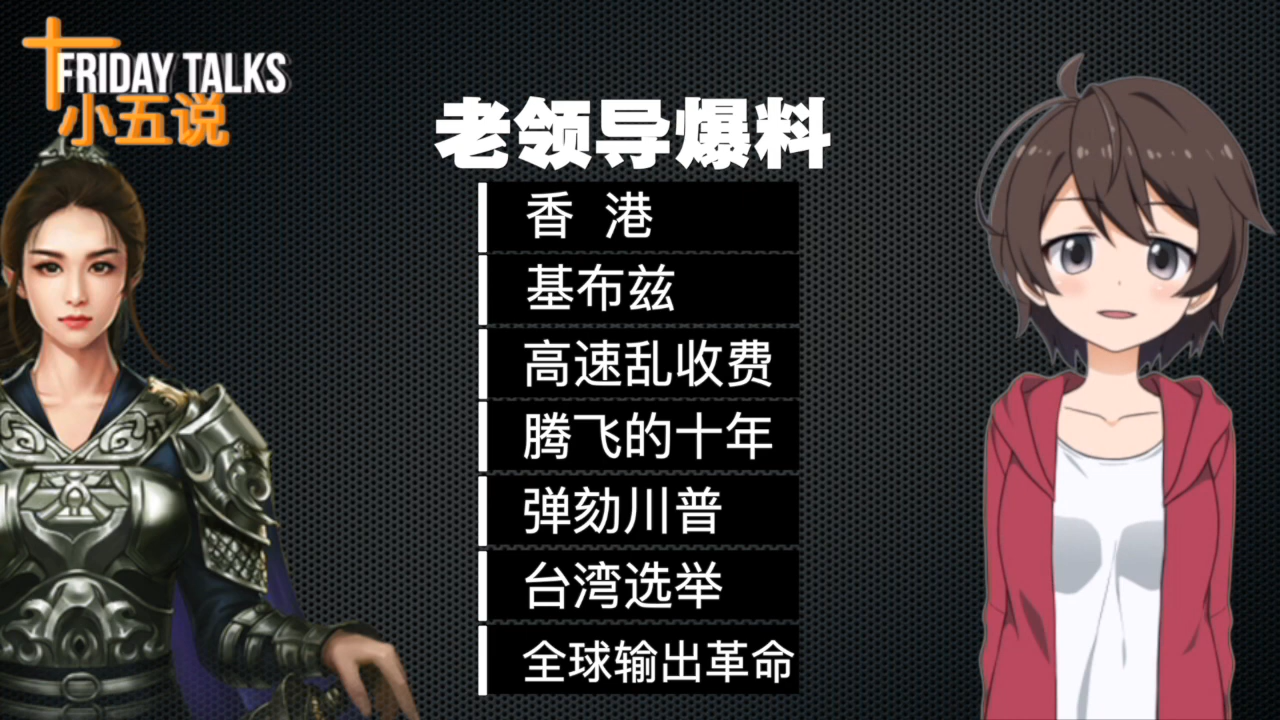 FRIDAY TALKS
小五说
老领导爆料
香 港
基布兹
高速乱收费
腾飞的十年
弹劾川普
台湾选举
全球输出革命